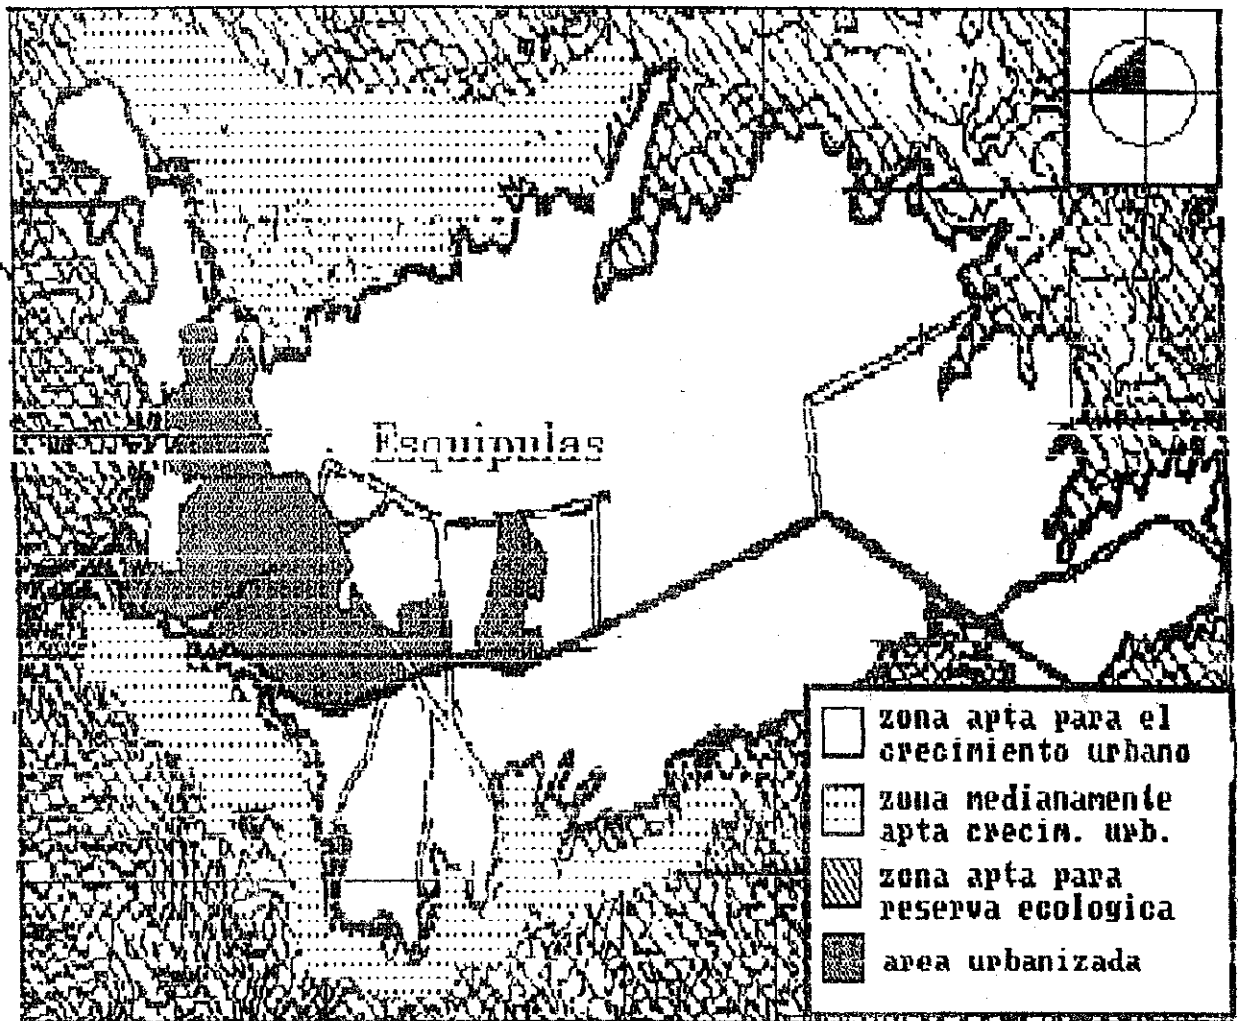 Esquipulas
zona apta para el
crecimiento urbano
zona medianamente
apta crecim. urb.
zona apta para
reserva ecologica
area urbanizada